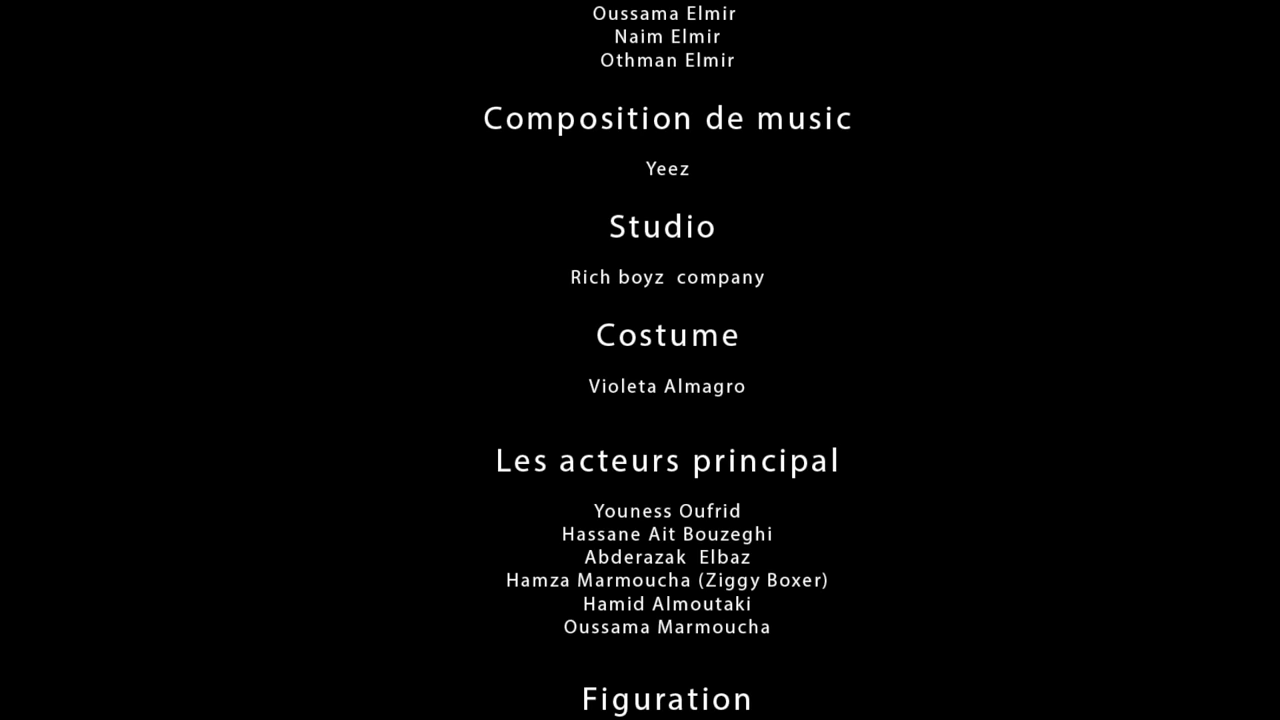 Oussama Elmir
Naim Elmir
Othman Elmir
Composition de music
Yeez
Studio
Rich boyz  company
Costume
Violeta Almagro
Les acteurs principal
Youness Oufrid
Hassane Ait Bouzeghi
Abderazak  Elbaz
Hamza Marmoucha (Ziggy Boxer)
Hamid Almoutaki
Oussama Marmoucha
Figuration